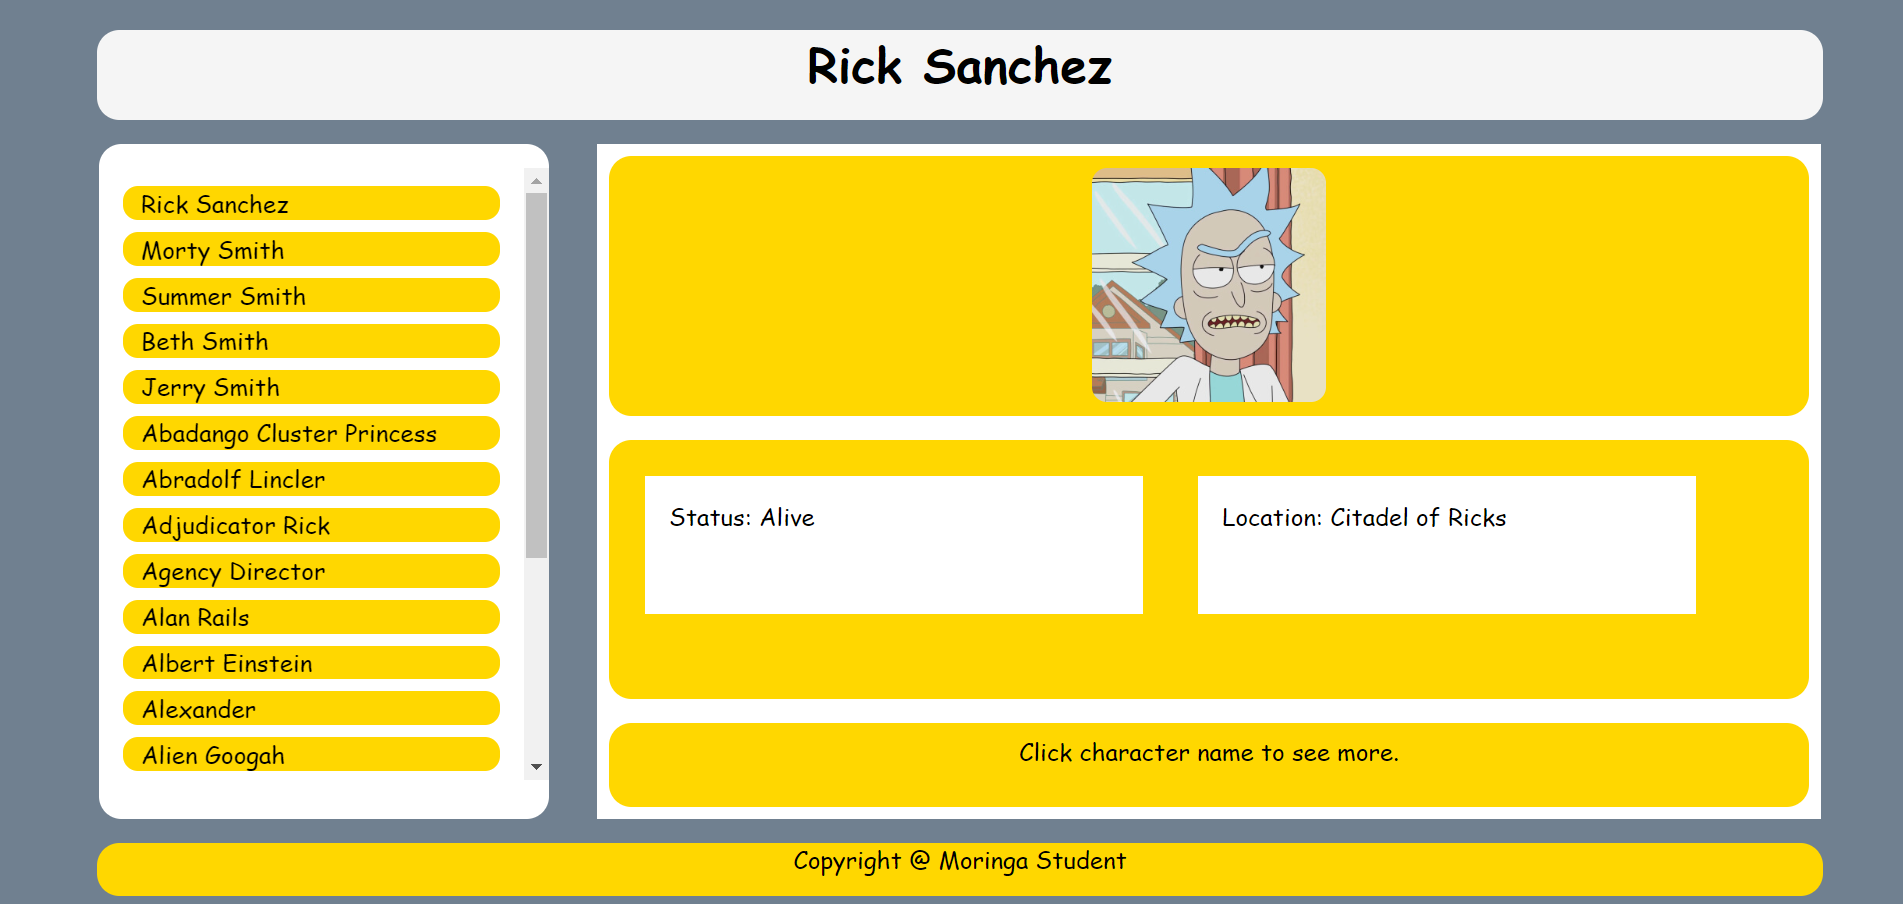 Rick Sanchez
Rick Sanchez
Morty Smith
Summer Smith
Beth Smith
Jerry Smith
Abadango Cluster Princess
Abradolf Lincler
Adjudicator Rick
Agency Director
Alan Rails
Albert Einstein
Alexander
Alien Googah
Status: Alive
Location: Citadel of Ricks
Click character name to see more.
Copyright @ Moringa Student